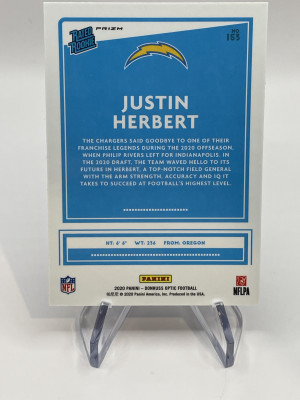 RATED ROOKIE
PRIZM
NO.
155
JUSTIN
HERBERT
THE CHARGERS SAID GOODBYE TO ONE OF THEIR
FRANCHISE LEGENDS DURING THE 2020 OFFSEASON,
WHEN PHILIP RIVERS LEFT FOR INDIANAPOLIS. IN
THE 2020 DRAFT, THE TEAM WAVED HELLO TO ITS
FUTURE IN HERBERT, A TOP-NOTCH FIELD GENERAL
WITH THE ARM STRENGTH, ACCURACY AND IQ IT
TAKES TO SUCCEED AT FOOTBALL'S HIGHEST LEVEL.
HT: 6' 6" WT: 236 FROM: OREGON
NFL
PANINI
NFLPA
2020 PANINI – DONRUSS OPTIC FOOTBALL
© 2020 Panini America, Inc. Produced in the USA.